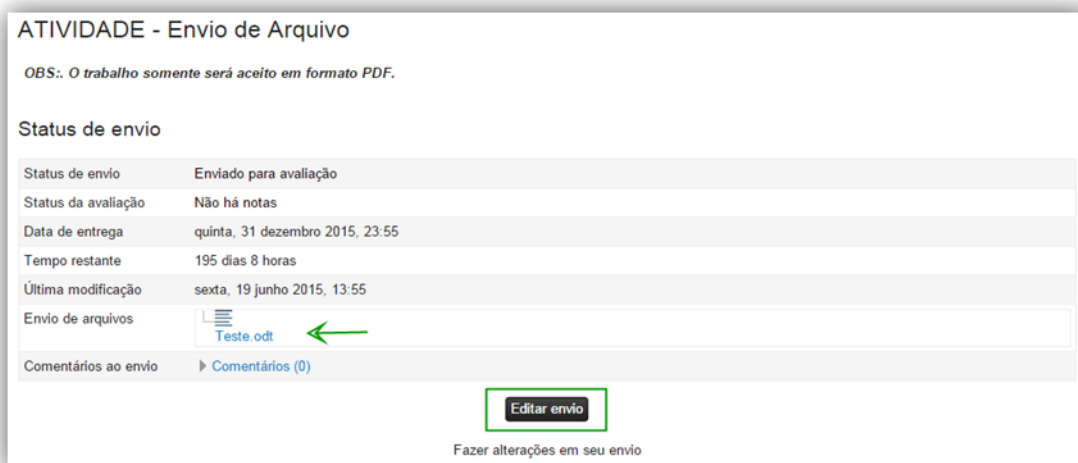 ATIVIDADE - Envio de Arquivo
OBS:. O trabalho somente será aceito em formato PDF.
Status de envio
Status de envio Enviado para avaliação
Status da avaliação Não há notas
Data de entrega quinta, 31 dezembro 2015, 23:55
Tempo restante 195 dias 8 horas
Última modificação sexta, 19 junho 2015, 13:55
Envio de arquivos
Teste.odt
Comentários ao envio Comentários (0)
Editar envio
Fazer alterações em seu envio